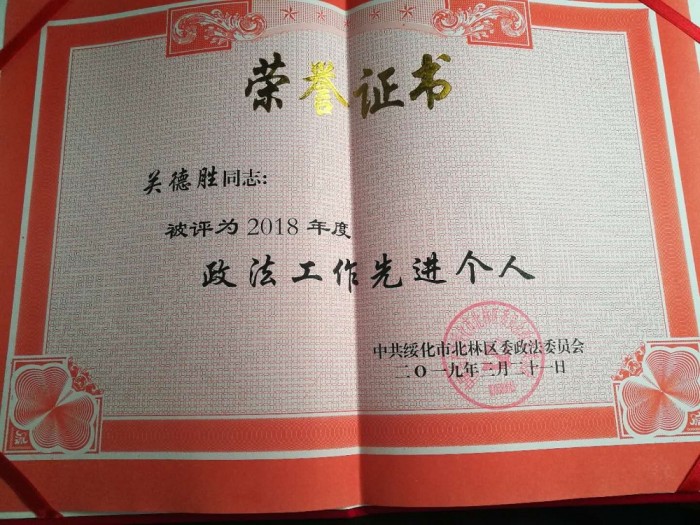 荣誉证书
关德胜同志:
被评为2018年度
政法工作先进个人
中共绥化市北林区委政法委员会
二〇一九年二月二十一日